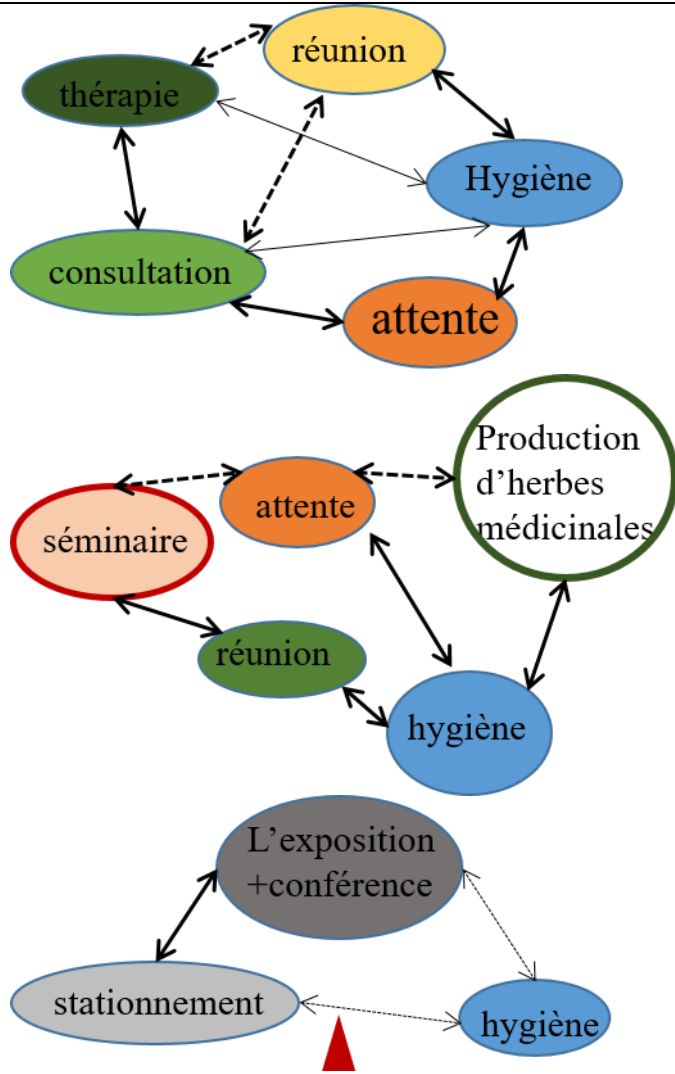 réunion
thérapie
Hygiène
consultation
attente
Production
d’herbes
médicinales
attente
séminaire
réunion
hygiène
L’exposition
+conférence
stationnement
hygiène